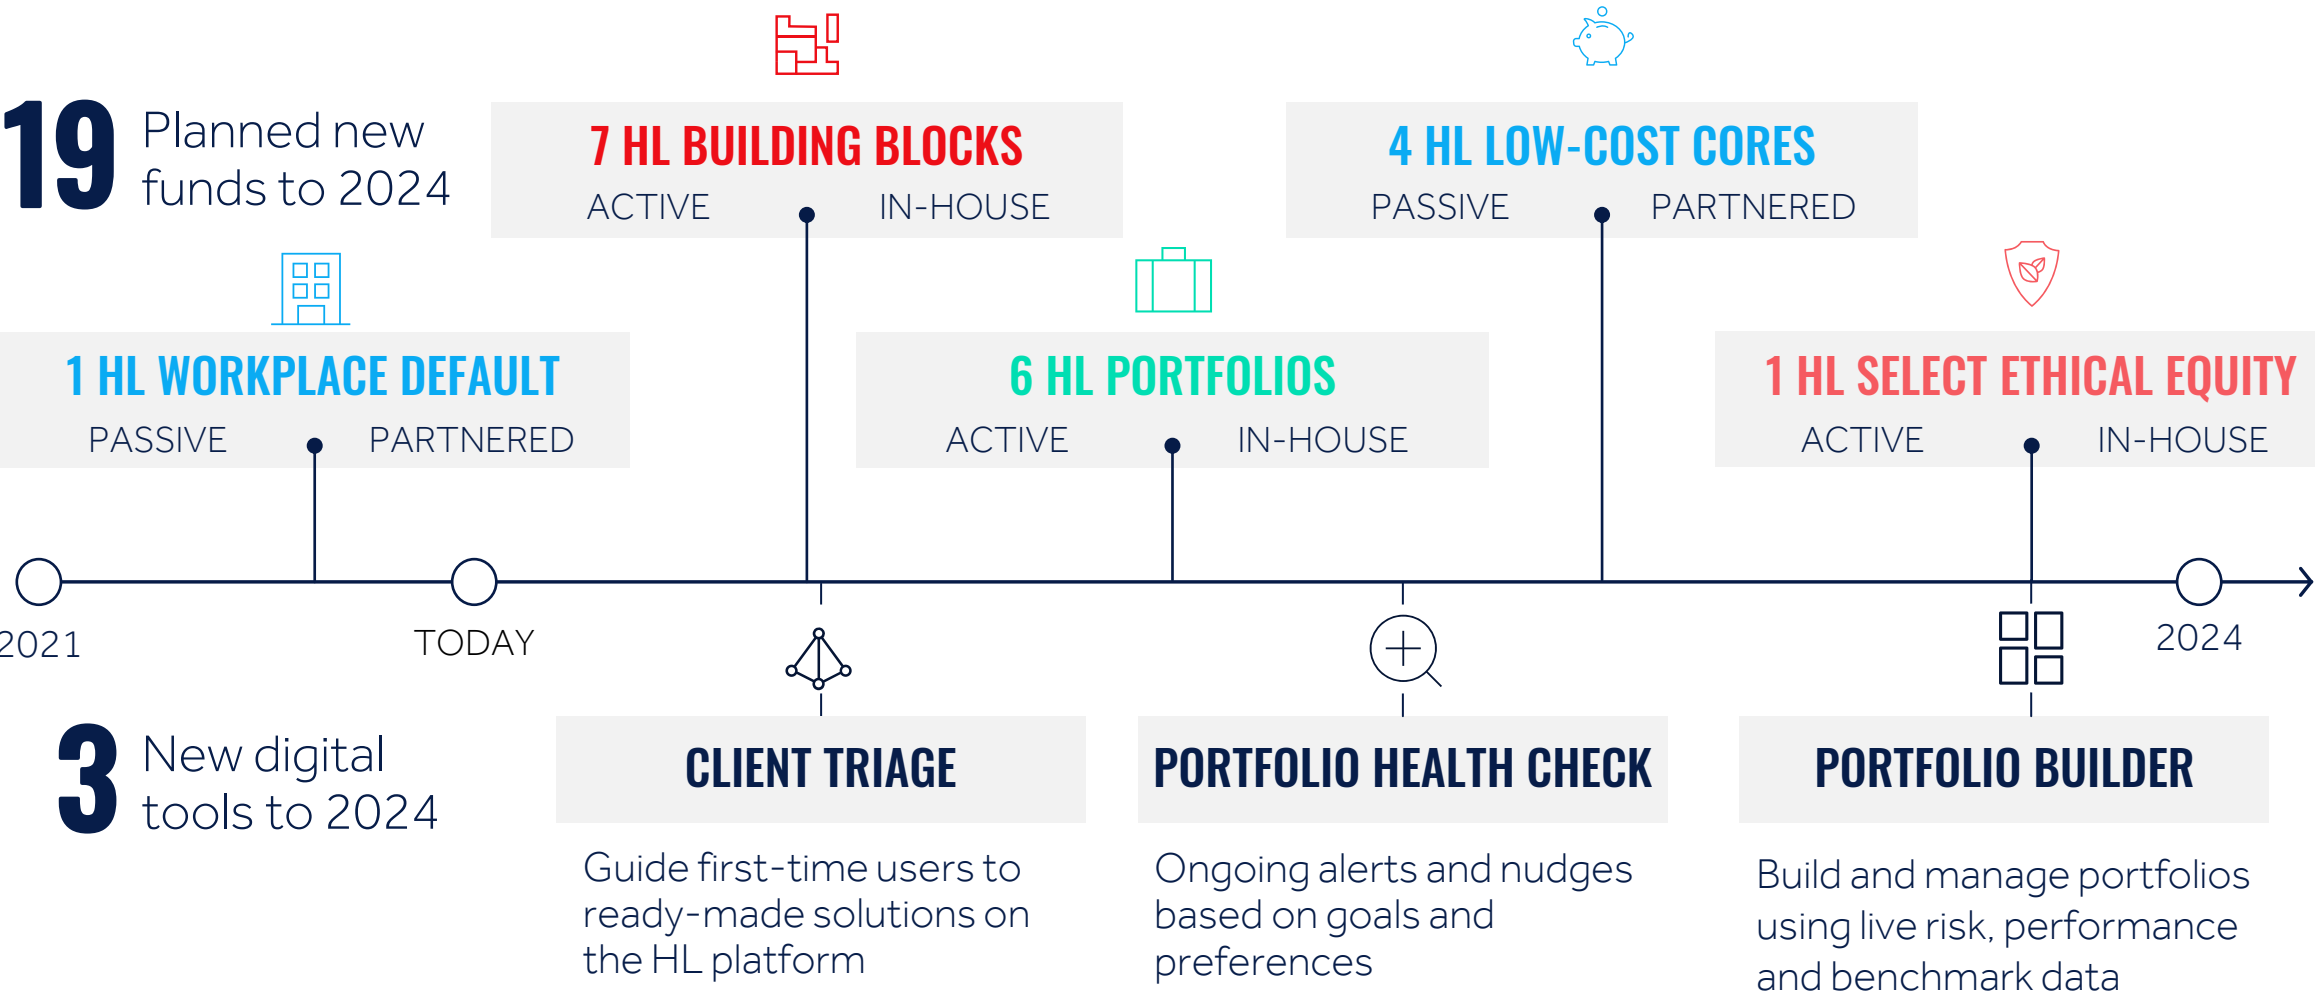 19 Planned new
funds to 2024
7 HL BUILDING BLOCKS
ACTIVE IN-HOUSE
4 HL LOW-COST CORES
PASSIVE PARTNERED
1 HL WORKPLACE DEFAULT
PASSIVE PARTNERED
6 HL PORTFOLIOS
ACTIVE IN-HOUSE
1 HL SELECT ETHICAL EQUITY
ACTIVE IN-HOUSE
2021
TODAY
2024
3 New digital
tools to 2024
CLIENT TRIAGE
Guide first-time users to
ready-made solutions on
the HL platform
PORTFOLIO HEALTH CHECK
Ongoing alerts and nudges
based on goals and
preferences
PORTFOLIO BUILDER
Build and manage portfolios
using live risk, performance
and benchmark data